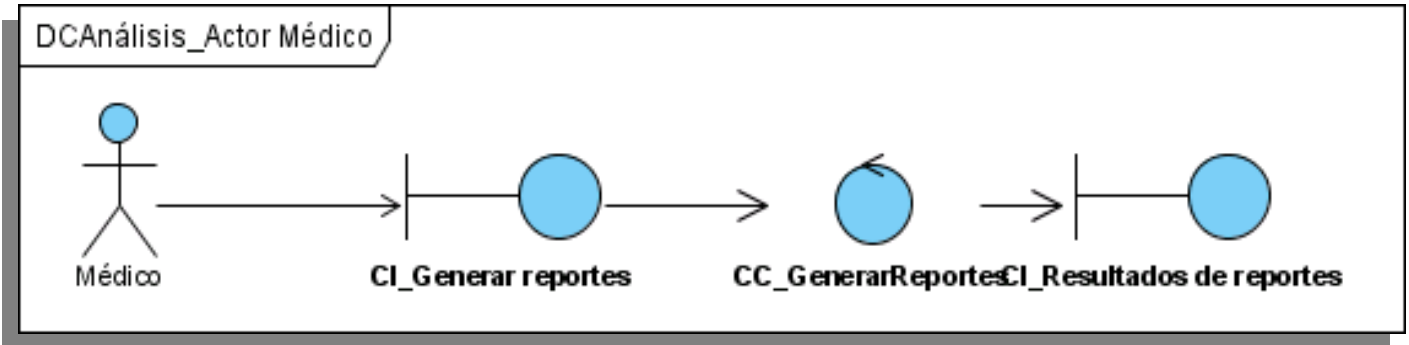 DCAnálisis_Actor Médico
Médico
CI_Generar reportes
CC_GenerarReportes
CI_Resultados de reportes